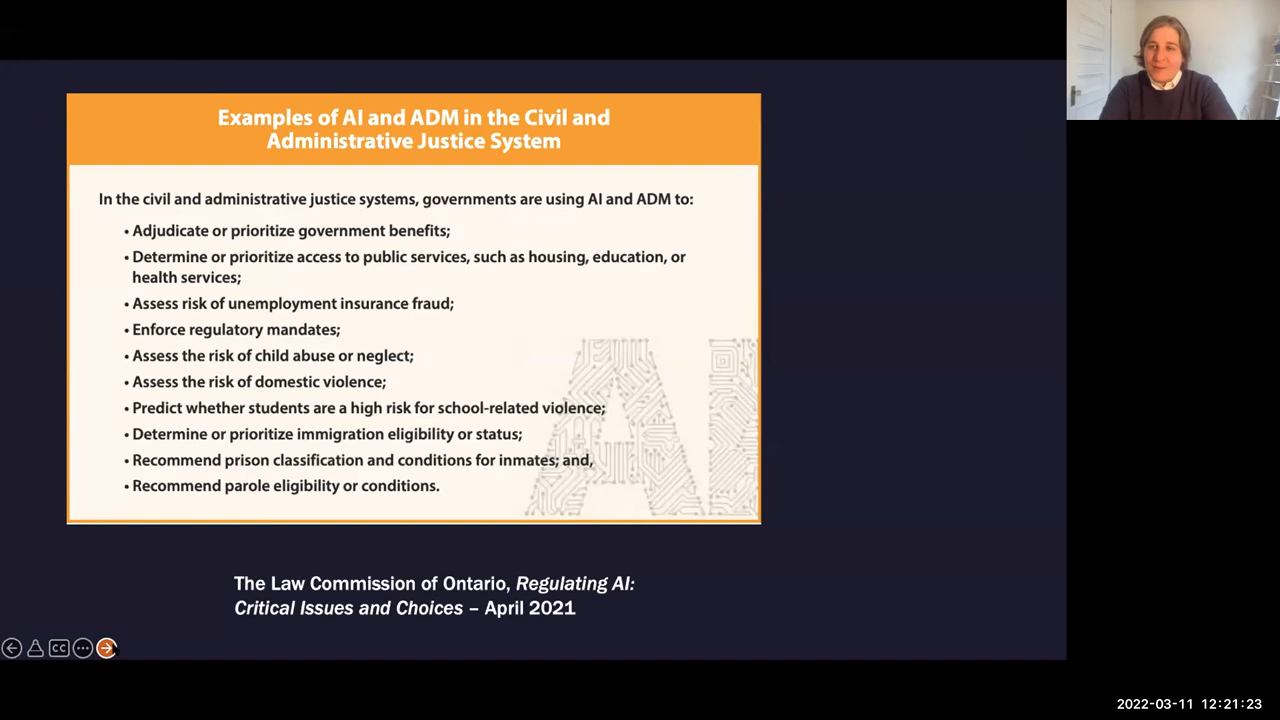 Examples of AI and ADM in the Civil and
Administrative Justice System
In the civil and administrative justice systems, governments are using AI and ADM to:
• Adjudicate or prioritize government benefits;
• Determine or prioritize access to public services, such as housing, education, or
health services;
• Assess risk of unemployment insurance fraud;
• Enforce regulatory mandates;
• Assess the risk of child abuse or neglect;
• Assess the risk of domestic violence;
• Predict whether students are a high risk for school-related violence;
• Determine or prioritize immigration eligibility or status;
• Recommend prison classification and conditions for inmates; and,
• Recommend parole eligibility or conditions.
AI
The Law Commission of Ontario, Regulating AI:
Critical Issues and Choices – April 2021
CC
2022-03-11 12:21:23